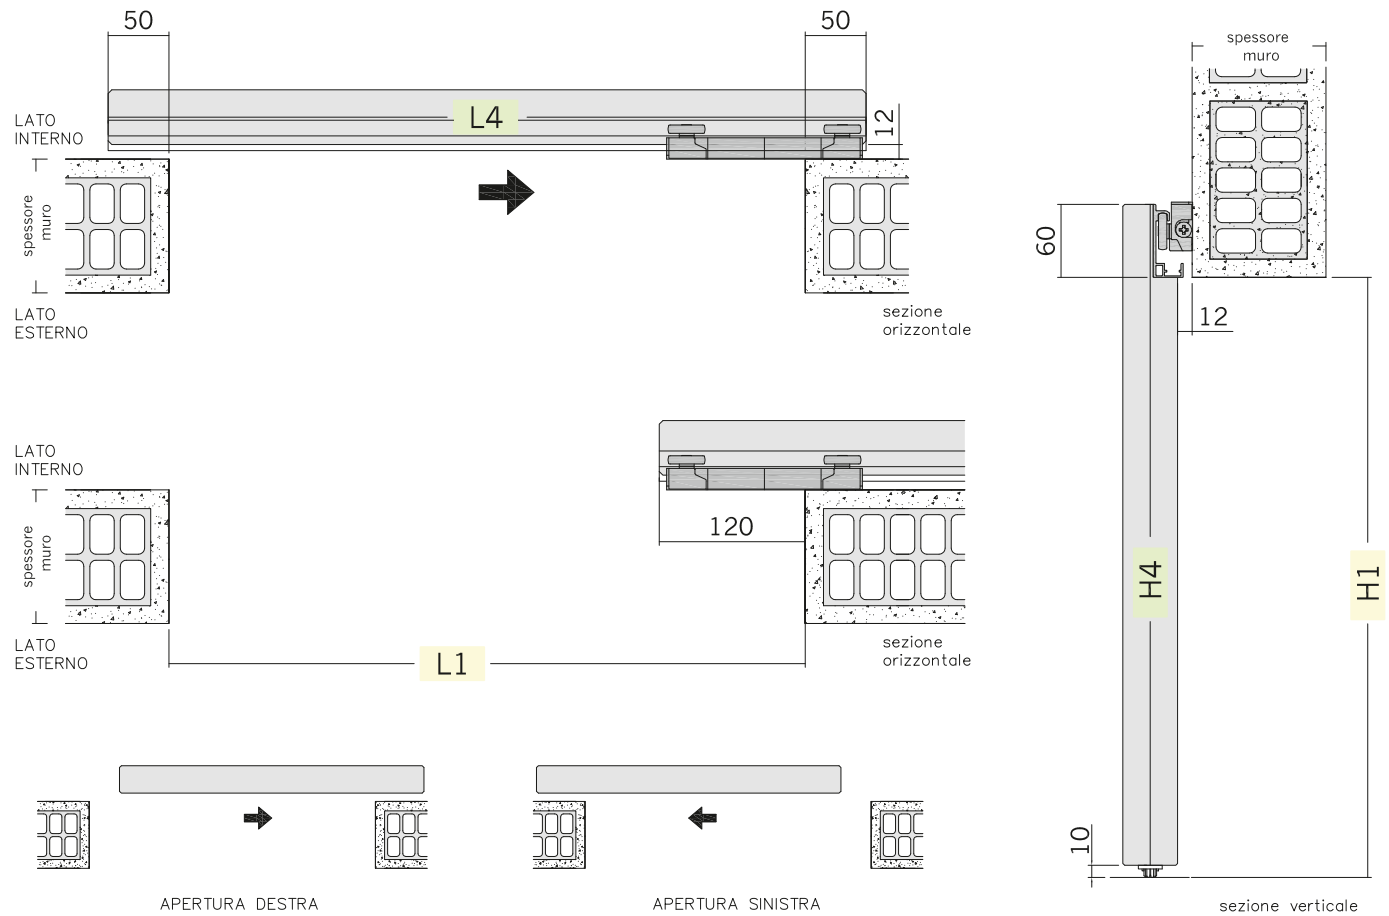 50
50
L4
12
LATO
INTERNO
spessore
muro
LATO
ESTERNO
sezione
orizzontale
LATO
INTERNO
spessore
muro
120
LATO
ESTERNO
L1
sezione
orizzontale
APERTURA DESTRA
APERTURA SINISTRA
spessore
muro
60
12
H4
H1
10
sezione verticale